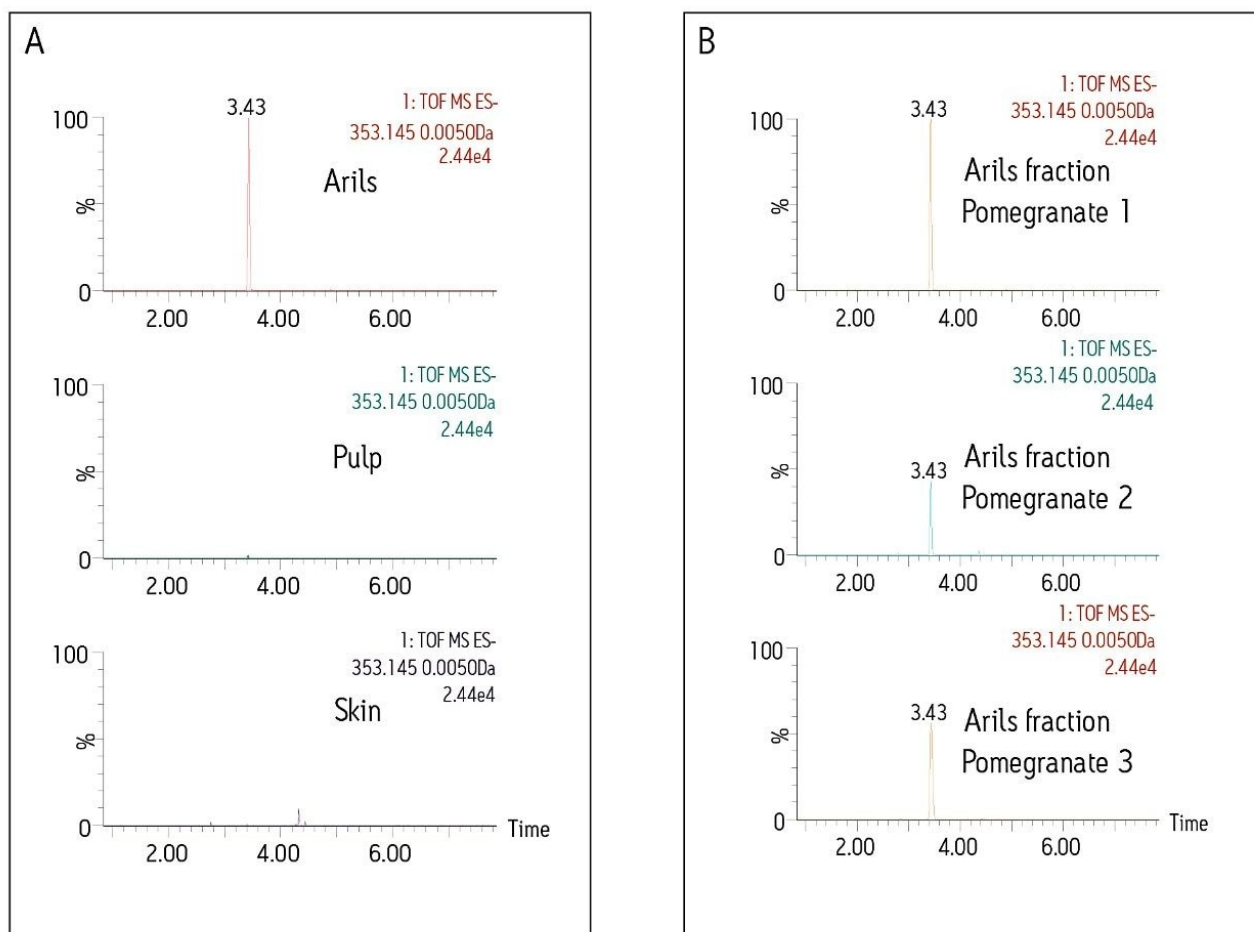 A
1: TOF MS ES-
353.145 0.0050Da
2.44e4
3.43
100
%
0
Arils
2.00 4.00 6.00
1: TOF MS ES-
353.145 0.0050Da
2.44e4
100
%
0
Pulp
2.00 4.00 6.00
1: TOF MS ES-
353.145 0.0050Da
2.44e4
100
%
0
Skin
Time
2.00 4.00 6.00
B
1: TOF MS ES-
353.145 0.0050Da
2.44e4
3.43
100
%
0
Arils fraction
Pomegranate 1
2.00 4.00 6.00
1: TOF MS ES-
353.145 0.0050Da
2.44e4
100
3.43
%
0
Arils fraction
Pomegranate 2
2.00 4.00 6.00
1: TOF MS ES-
353.145 0.0050Da
2.44e4
100
3.43
%
0
Arils fraction
Pomegranate 3
Time
2.00 4.00 6.00